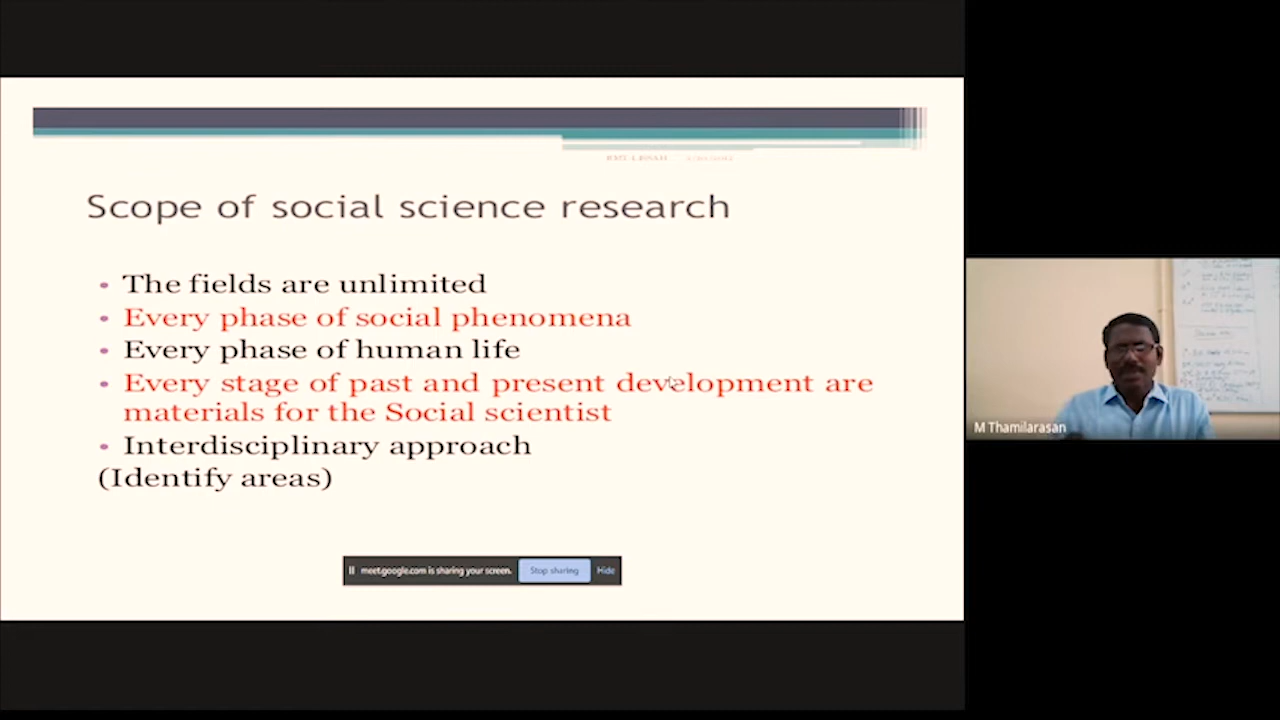 Scope of social science research
• The fields are unlimited
• Every phase of social phenomena
• Every phase of human life
• Every stage of past and present development are
materials for the Social scientist
• Interdisciplinary approach
(Identify areas)
meet.google.com is sharing your screen.
Stop sharing
Hide
M Thamilarasan